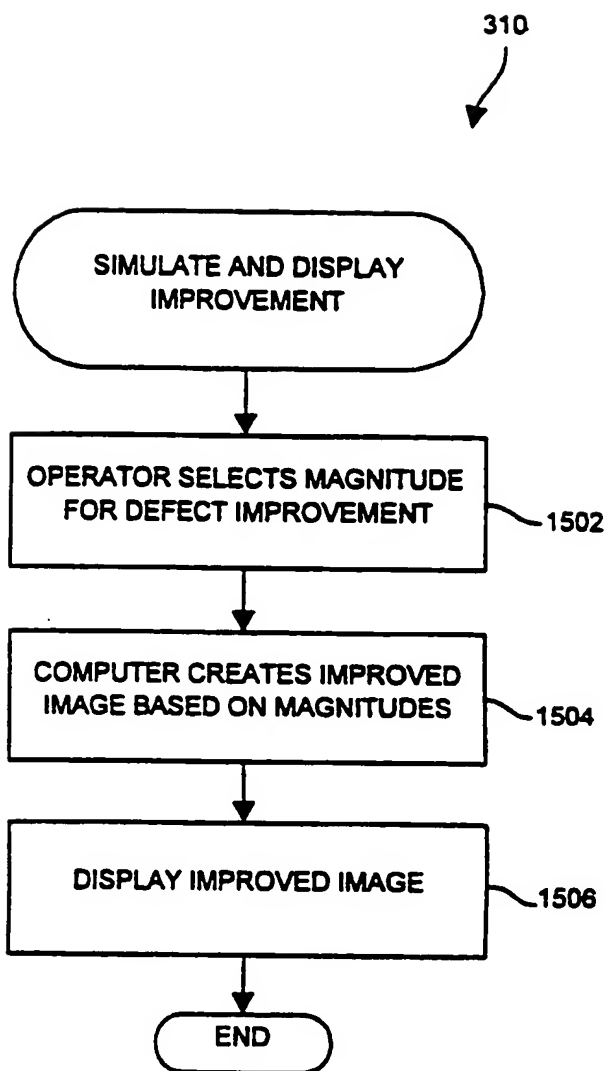 310
SIMULATE AND DISPLAY
IMPROVEMENT
OPERATOR SELECTS MAGNITUDE
FOR DEFECT IMPROVEMENT
1502
COMPUTER CREATES IMPROVED
IMAGE BASED ON MAGNITUDES
1504
DISPLAY IMPROVED IMAGE
1506
END